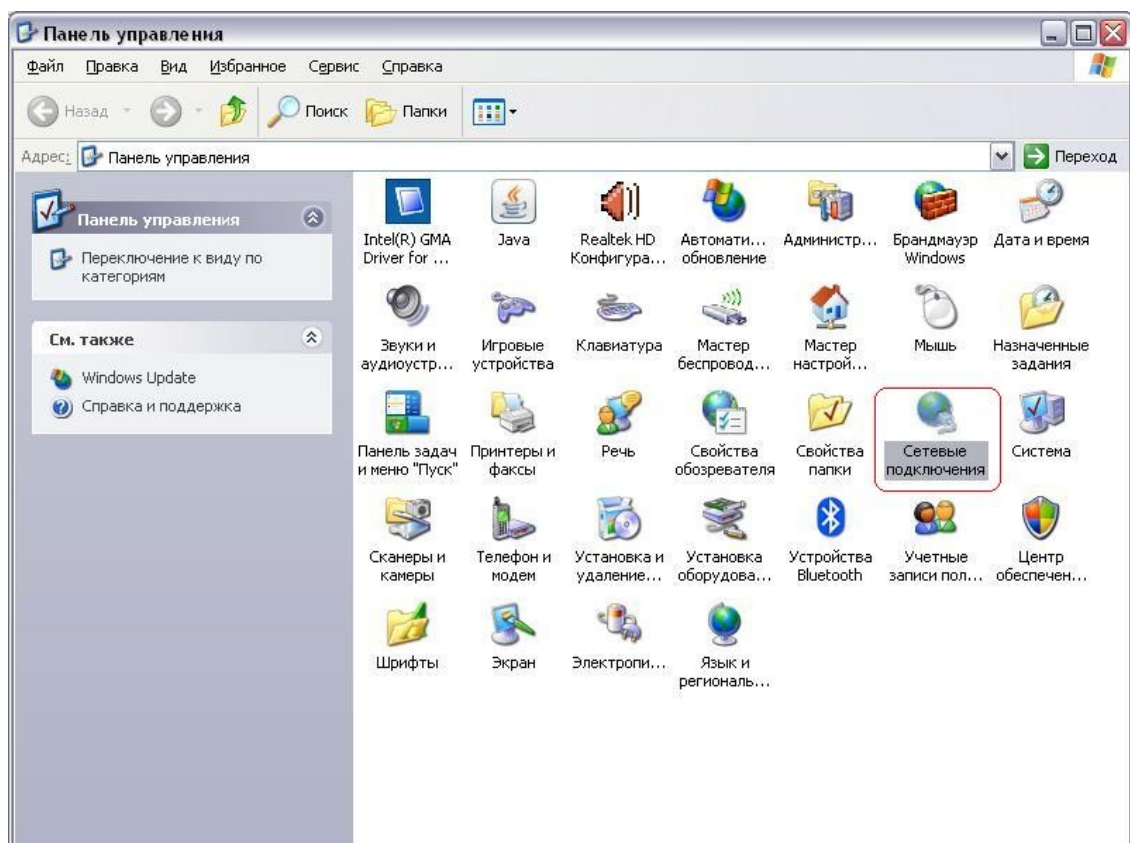 Панель управления
Файл Правка Вид Избранное Сервис Справка
Назад Поиск Папки
Адрес: Панель управления Переход
Панель управления
Переключение к виду по
категориям
См. также
Windows Update
Справка и поддержка
Intel(R) GMA
Driver for ...
Java
Realtek HD
Конфигура...
Автомати...
обновление
Администр...
Брандмауэр
Windows
Дата и время
Звуки и
аудиоустр...
Игровые
устройства
Клавиатура
Мастер
беспровод...
Мастер
настрой...
Мышь
Назначенные
задания
Панель задач
и меню "Пуск"
Принтеры и
факсы
Речь
Свойства
обозревателя
Свойства
папки
Сетевые
подключения
Система
Сканеры и
камеры
Телефон и
модем
Установка и
удаление...
Установка
оборудова...
Устройства
Bluetooth
Учетные
записи пол...
Центр
обеспечен...
Шрифты
Экран
Электропи...
Язык и
региональ...